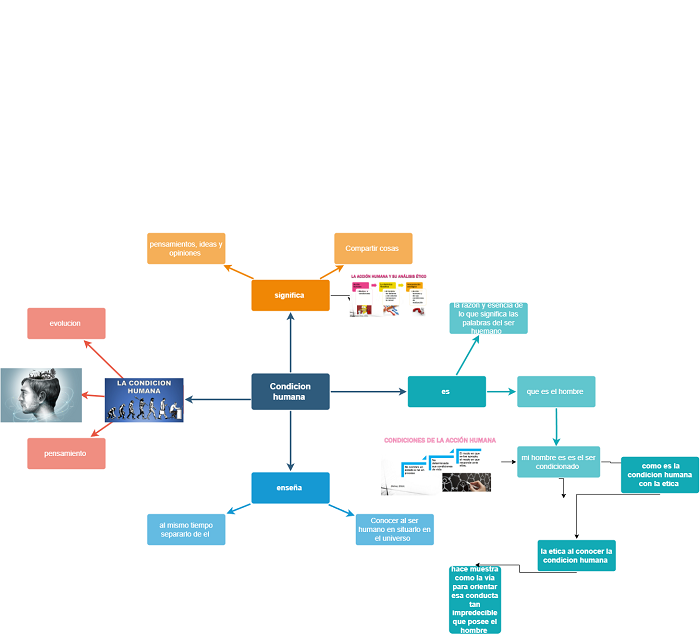 pensamientos, ideas y
opiniones
Compartir cosas
significa
LA ACCIÓN HUMANA Y SU ANÁLISIS ÉTICO
la razon y esencia de
lo que significa las
palabras del ser
huemano
evolucion
LA CONDICION
HUMANA
Condicion
humana
es
que es el hombre
pensamiento
CONDICIONES DE LA ACCIÓN HUMANA
mi hombre es es el ser
condicionado
como es la
condicion humana
con la etica
enseña
al mismo tiempo
separarlo de el
Conocer al ser
humano en situarlo en
el universo
la etica al conocer la
condicion humana
hace muestra
como la via
para orientar
esa conducta
tan
impredecible
que posee el
hombre